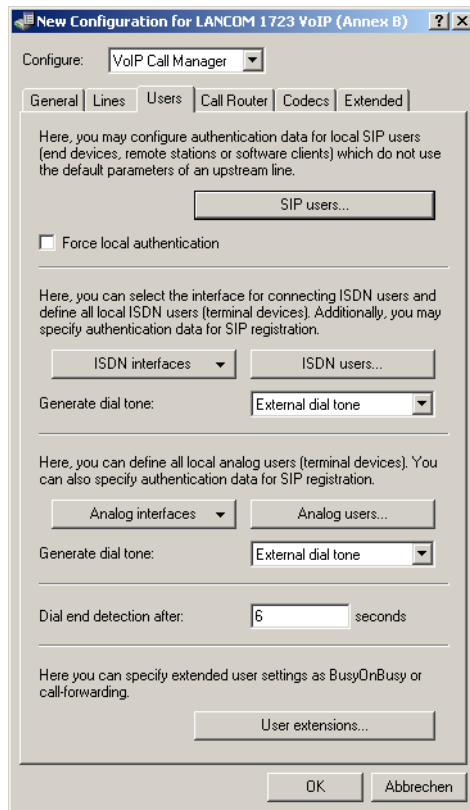 New Configuration for LANCOM 1723 VoIP (Annex B)
Configure: VoIP Call Manager
General Lines Users Call Router Codecs Extended
Here, you may configure authentication data for local SIP users
(end devices, remote stations or software clients) which do not use
the default parameters of an upstream line.
SIP users...
Force local authentication
Here, you can select the interface for connecting ISDN users and
define all local ISDN users (terminal devices). Additionally, you may
specify authentication data for SIP registration.
ISDN interfaces ISDN users...
Generate dial tone: External dial tone
Here, you can define all local analog users (terminal devices). You
can also specify authentication data for SIP registration.
Analog interfaces Analog users...
Generate dial tone: External dial tone
Dial end detection after: 6 seconds
Here you can specify extended user settings as BusyOnBusy or
call-forwarding.
User extensions...
OK Abbrechen